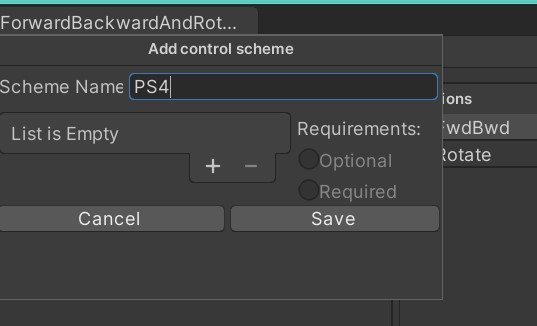 ForwardBackwardAndRot...
Add control scheme
Scheme Name PS4
ions
List is Empty
Requirements:
FwdBwd
Optional
Rotate
+ −
Required
Cancel
Save